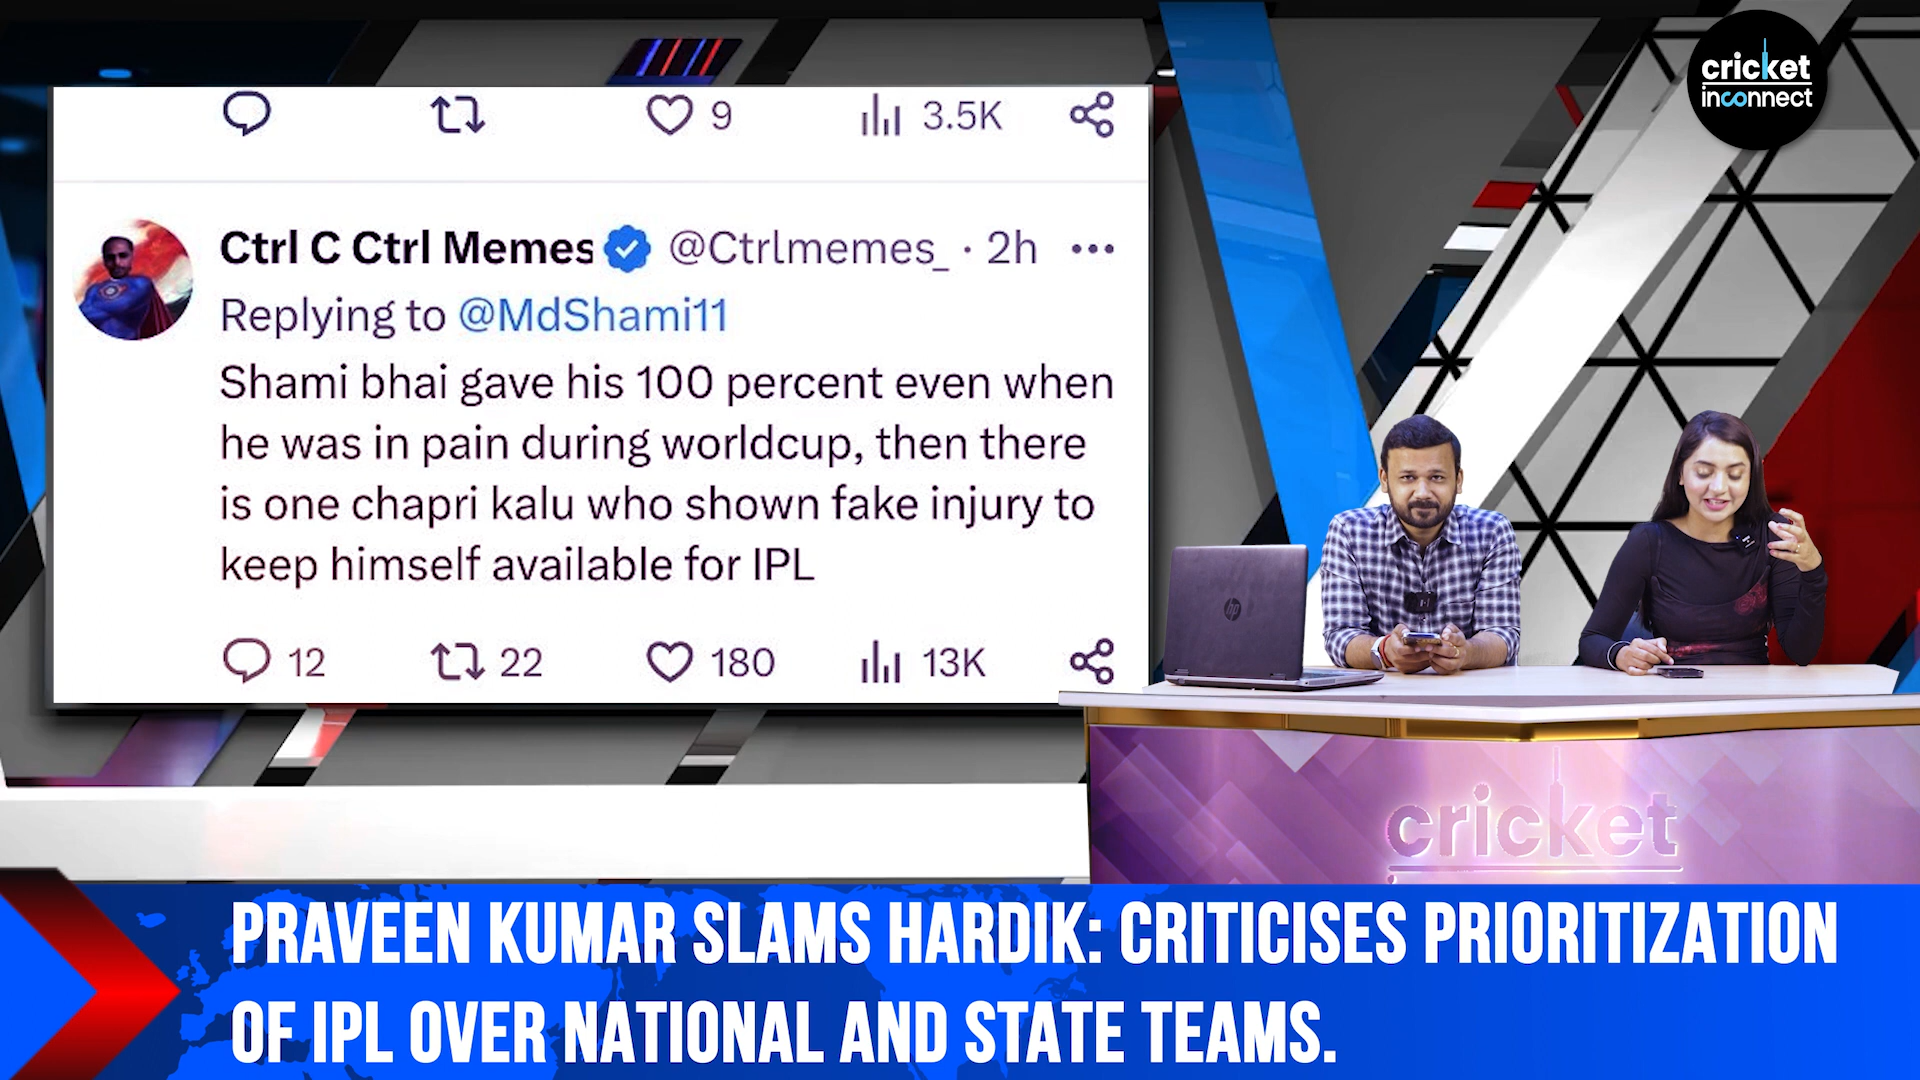 cricket
inconnect
9 3.5K
Ctrl C Ctrl Memes @Ctrlmemes_ · 2h
Replying to @MdShami11
Shami bhai gave his 100 percent even when
he was in pain during worldcup, then there
is one chapri kalu who shown fake injury to
keep himself available for IPL
12 22 180 13K
hp
cricket
PRAVEEN KUMAR SLAMS HARDIK: CRITICISES PRIORITIZATION
OF IPL OVER NATIONAL AND STATE TEAMS.